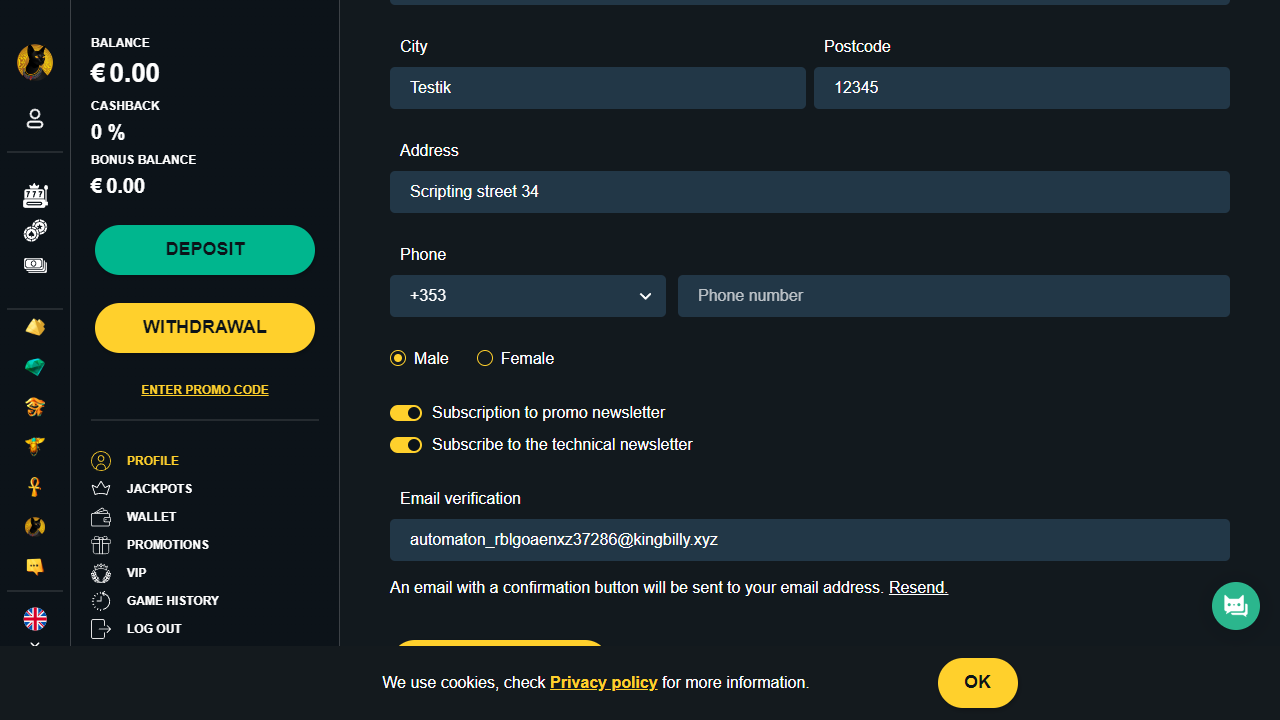 BALANCE
€ 0.00
CASHBACK
0 %
BONUS BALANCE
€ 0.00
DEPOSIT
WITHDRAWAL
ENTER PROMO CODE
PROFILE
JACKPOTS
WALLET
PROMOTIONS
VIP
GAME HISTORY
LOG OUT
City
Postcode
Testik
12345
Address
Scripting street 34
Phone
+353
Phone number
Male
Female
Subscription to promo newsletter
Subscribe to the technical newsletter
Email verification
automaton_rblgoaenxz37286@kingbilly.xyz
An email with a confirmation button will be sent to your email address. Resend.
We use cookies, check Privacy policy for more information.
OK